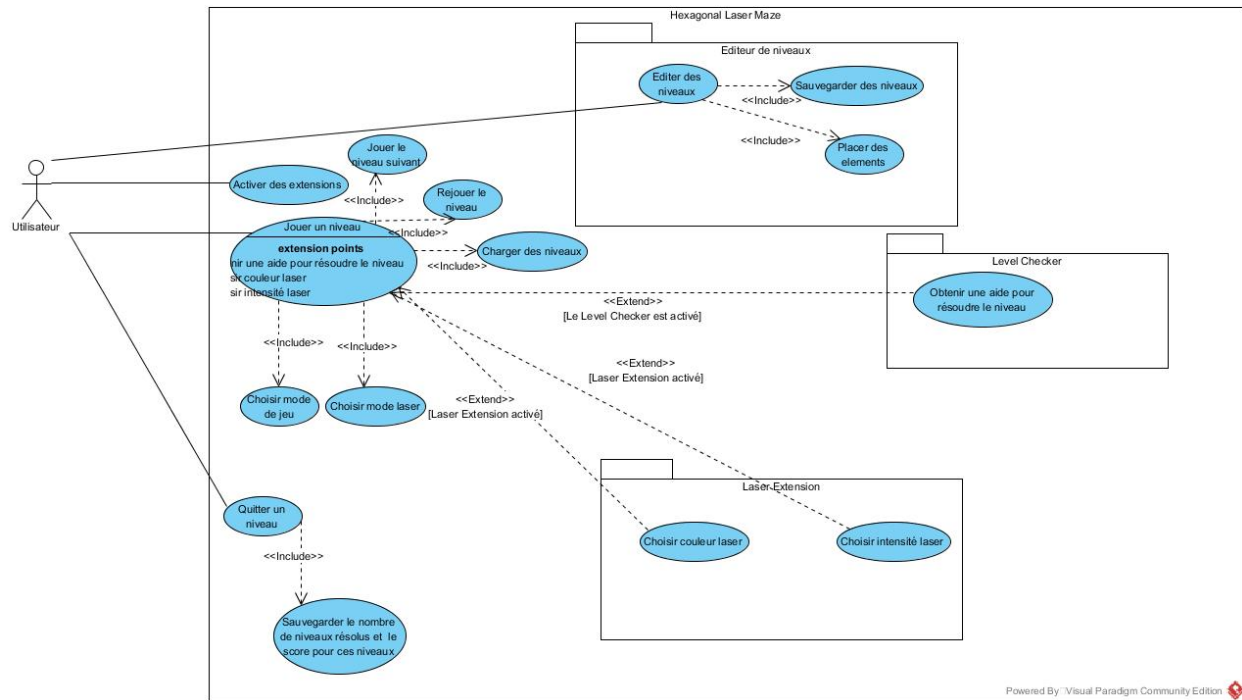 Hexagonal Laser Maze
Editeur de niveaux
Editer des
niveaux
Sauvegarder des niveaux
<<Include>>
<<Include>>
Placer des
elements
Jouer le
niveau suivant
Activer des extensions
Utilisateur
<<Include>>
Rejouer le
niveau
Jouer un niveau
<<Include>>
extension points
nir une aide pour résoudre le niveau
sir couleur laser
sir intensité laser
Charger des niveaux
<<Include>>
Level Checker
Obtenir une aide pour
résoudre le niveau
<<Extend>>
[Le Level Checker est activé]
<<Include>>
<<Include>>
<<Extend>>
[Laser Extension activé]
Choisir mode
de jeu
Choisir mode laser
<<Extend>>
[Laser Extension activé]
Laser Extension
Choisir couleur laser
Choisir intensité laser
Quitter un
niveau
<<Include>>
Sauvegarder le nombre
de niveaux résolus et le
score pour ces niveaux
Powered By Visual Paradigm Community Edition